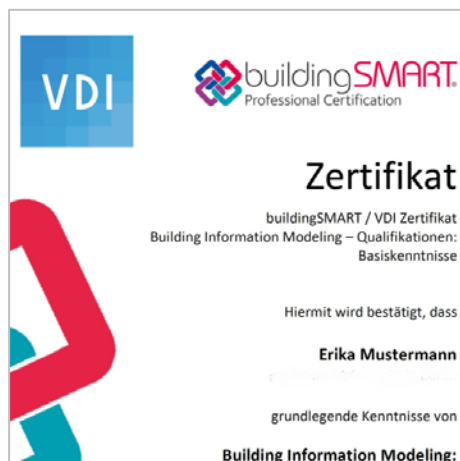 VDI
buildingSMART®
Professional Certification
Zertifikat
buildingSMART / VDI Zertifikat
Building Information Modeling – Qualifikationen:
Basiskenntnisse
Hiermit wird bestätigt, dass
Erika Mustermann
grundlegende Kenntnisse von
Building Information Modeling: